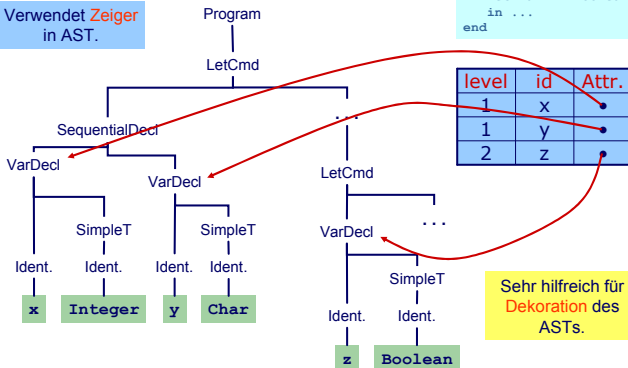 Verwendet Zeiger
in AST.
Program
in ...
end
LetCmd
level id Attr.
1 x
1 y
2 z
SequentialDecl
...
VarDecl
VarDecl
LetCmd
SimpleT
SimpleT
VarDecl
...
Ident.
Ident.
Ident.
Ident.
SimpleT
x
Integer
y
Char
Ident.
Ident.
z
Boolean
Sehr hilfreich für
Dekoration des
ASTs.